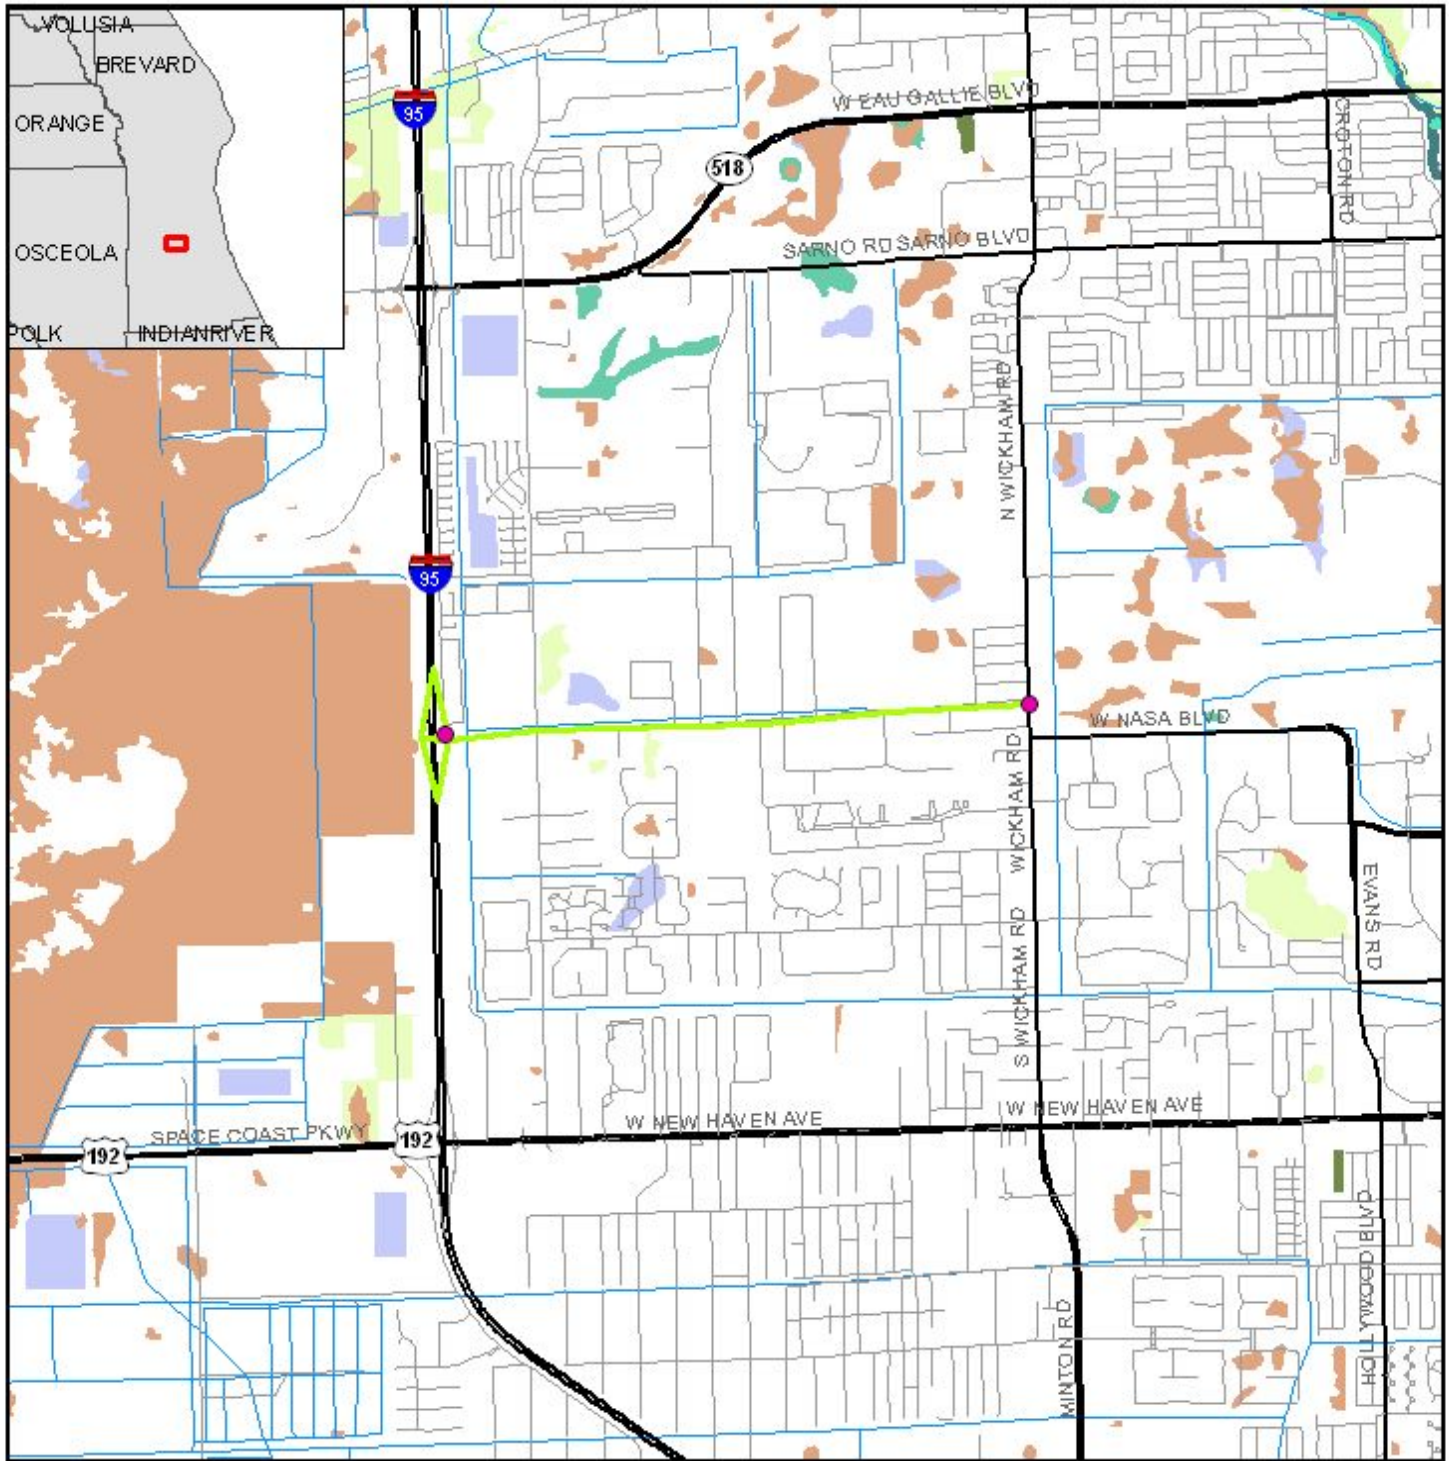 VOLUSIA
BREVARD
ORANGE
OSCEOLA
POLK
INDIANRIVER
95
W EAU GALLIE BLVD
518
CROTON RD
SARNO RD SARNO BLVD
N WICKHAM RD
95
W NASA BLVD
WICKHAM RD
EVANS RD
S WICKHAM RD
W NEW HAVEN AVE
W NEW HAVEN AVE
SPACE COAST PKWY
192
192
HOLLYWOOD BLVD
MINTON RD